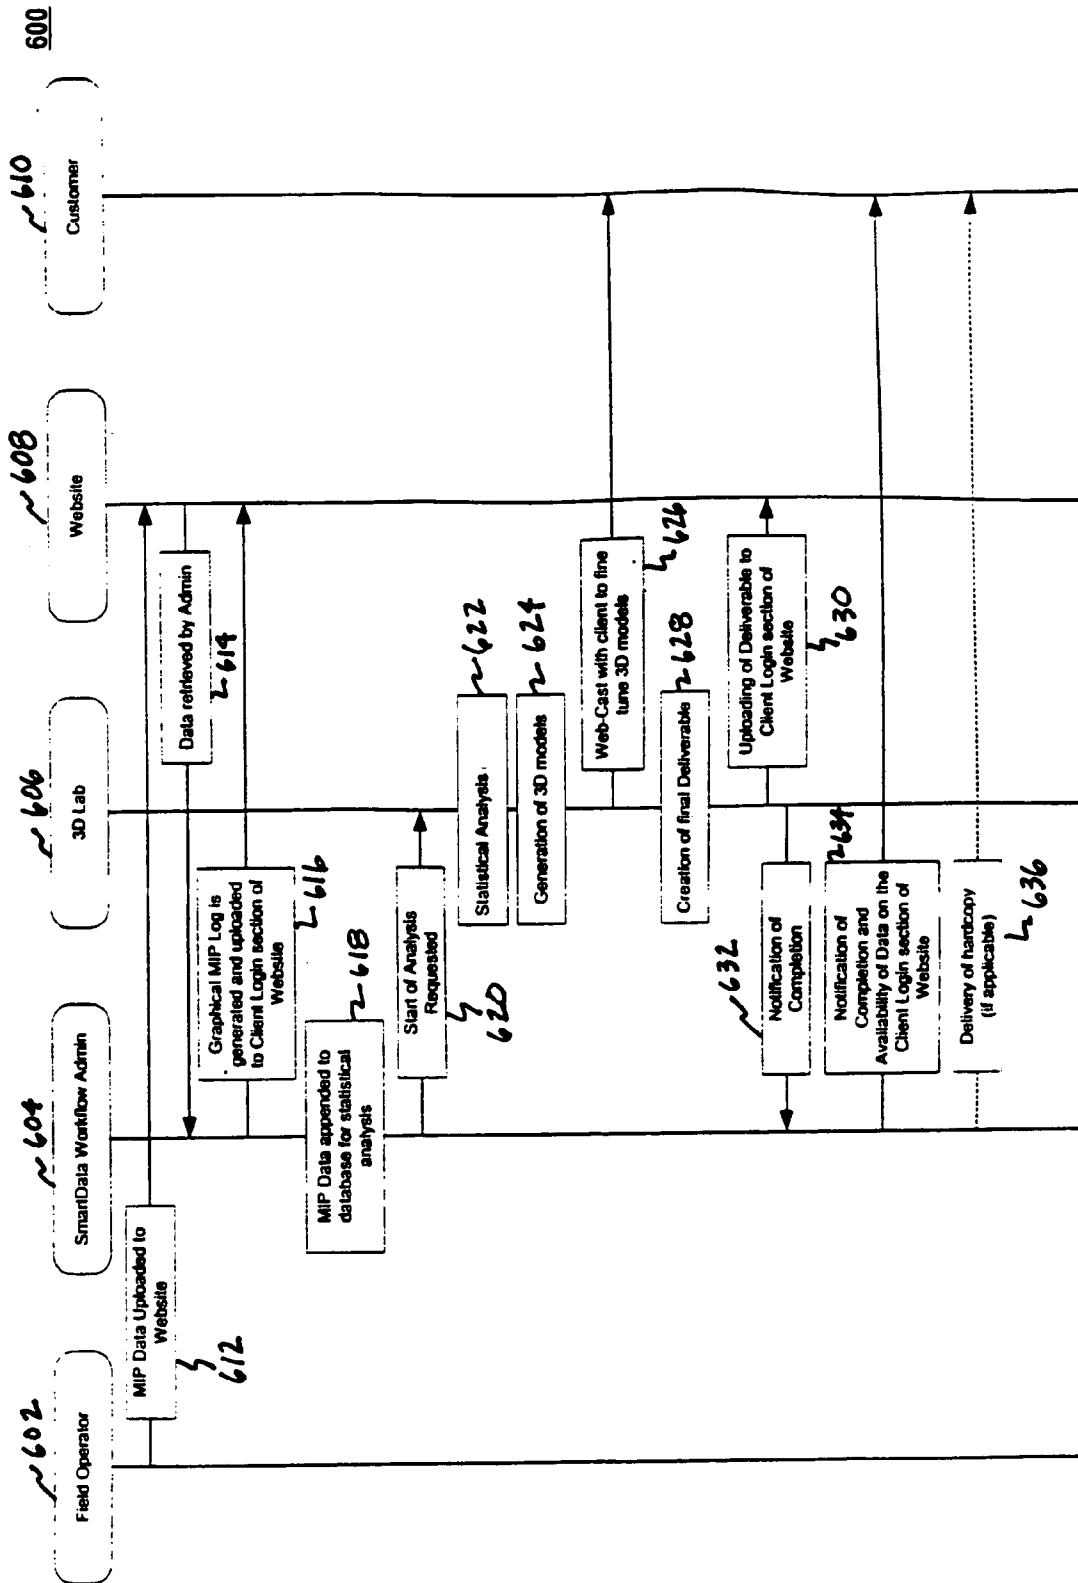 600
602
Field Operator
604
SmartData Workflow Admin
606
3D Lab
608
Website
610
Customer
MIP Data Uploaded to
Website
612
Data retrieved by Admin
614
Graphical MIP Log is
generated and uploaded
to Client Login section of
Website
616
MIP Data appended to
database for statistical
analysis
618
Start of Analysis
Requested
620
Statistical Analysis
622
Generation of 3D models
624
Web-Cast with client to fine
tune 3D models
626
Creation of final Deliverable
628
Uploading of Deliverable to
Client Login section of
Website
630
Notification of
Completion
632
Notification of
Completion and
Availability of Data on the
Client Login section of
Website
634
Delivery of hardcopy
(if applicable)
636